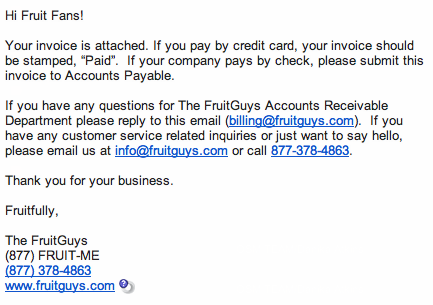 Hi Fruit Fans!
Your invoice is attached. If you pay by credit card, your invoice should
be stamped, “Paid”.  If your company pays by check, please submit this
invoice to Accounts Payable.
If you have any questions for The FruitGuys Accounts Receivable
Department please reply to this email (billing@fruitguys.com).  If you
have any customer service related inquiries or just want to say hello,
please email us at info@fruitguys.com or call 877-378-4863.
Thank you for your business.
Fruitfully,
The FruitGuys
(877) FRUIT-ME
(877) 378-4863
www.fruitguys.com